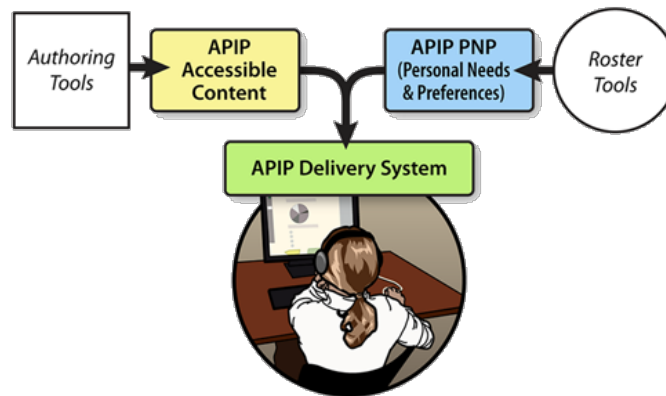 Authoring
Tools
APIP
Accessible
Content
APIP PNP
(Personal Needs
& Preferences)
Roster
Tools
APIP Delivery System